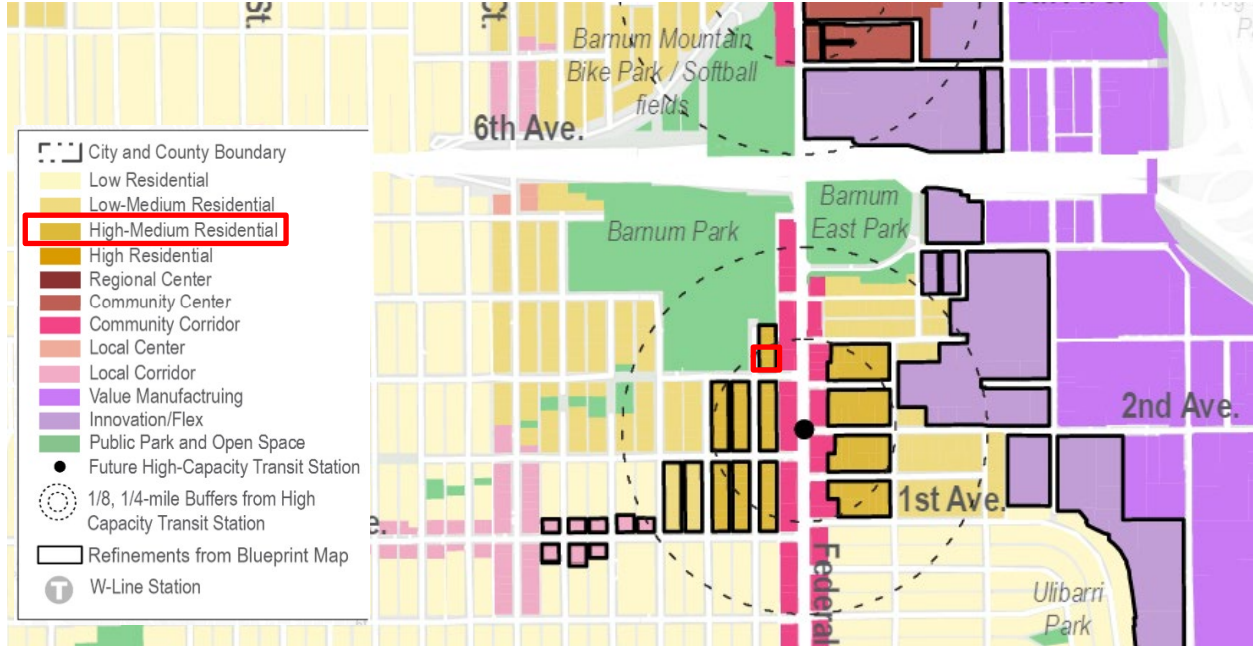 St.
Ct.
Barnum Mountain
Bike Park / Softball
fields
6th Ave.
City and County Boundary
Low Residential
Low-Medium Residential
High-Medium Residential
High Residential
Regional Center
Community Center
Community Corridor
Local Center
Local Corridor
Value Manufactruing
Innovation/Flex
Public Park and Open Space
Future High-Capacity Transit Station
1/8, 1/4-mile Buffers from High
Capacity Transit Station
Refinements from Blueprint Map
T
W-Line Station
Barnum Park
Barnum
East Park
2nd Ave.
1st Ave.
Federal
Ulibarri
Park